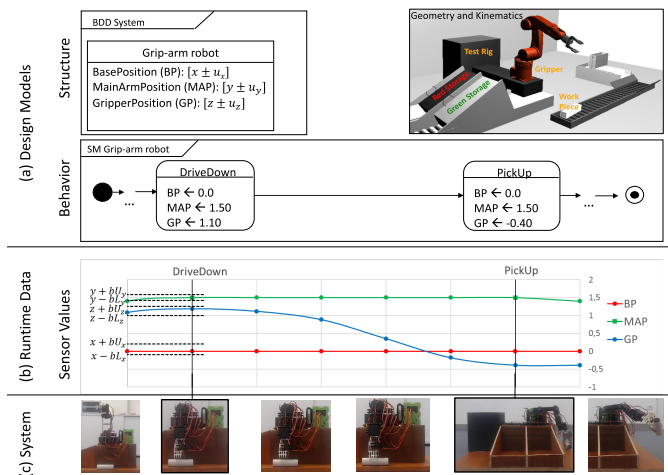 (a) Design Models
Structure
BDD System
Grip-arm robot
BasePosition (BP): [x ± u_x]
MainArmPosition (MAP): [y ± u_y]
GripperPosition (GP): [z ± u_z]
Geometry and Kinematics
Test Rig
Gripper
Red storage
Green Storage
Work
Piece
Behavior
SM Grip-arm robot
...
DriveDown
BP ← 0.0
MAP ← 1.50
GP ← 1.10
PickUp
BP ← 0.0
MAP ← 1.50
GP ← -0.40
...
(b) Runtime Data
Sensor Values
DriveDown
PickUp
y + bU_y
y − bL_y
z + bU_z
z − bL_z
x + bU_x
x − bL_x
2
1,5
1
0,5
0
-0,5
-1
BP
MAP
GP
(c) System